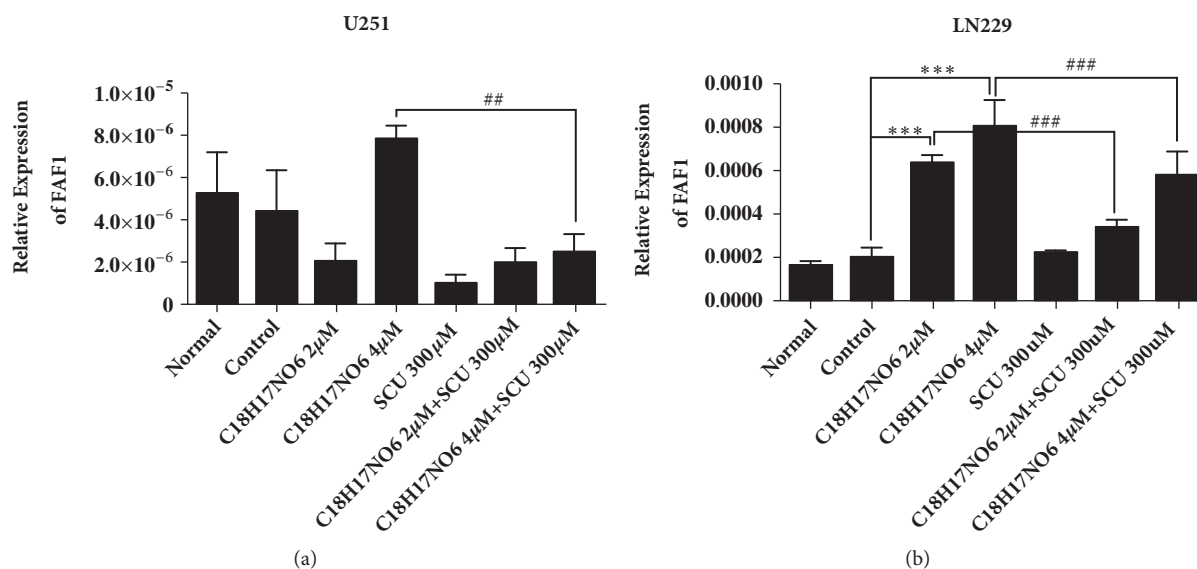 U251
Relative Expression
of FAF1
1.0×10⁻⁵
8.0×10⁻⁶
6.0×10⁻⁶
4.0×10⁻⁶
2.0×10⁻⁶
0
##
Normal
Control
C18H17NO6 2μM
C18H17NO6 4μM
SCU 300μM
C18H17NO6 2μM+SCU 300μM
C18H17NO6 4μM+SCU 300μM
(a)
LN229
Relative Expression
of FAF1
0.0010
0.0008
0.0006
0.0004
0.0002
0.0000
***
###
***
###
Normal
Control
C18H17NO6 2μM
C18H17NO6 4μM
SCU 300uM
C18H17NO6 2μM+SCU 300uM
C18H17NO6 4μM+SCU 300uM
(b)